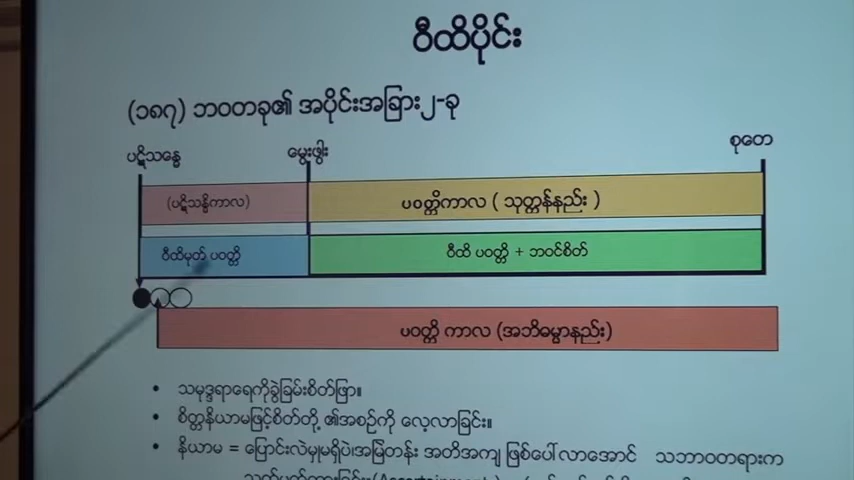 ဝီထိပိုင်း
(၁၈၇) ဘဝတခု၏ အပိုင်းအခြား၂-ခု
ပဋိသန္ဓေ မွေးဖွါး စုတေ
(ပဋိသန္ဓိကာလ) ပဝတ္တိကာလ ( သုတ္တန်နည်း )
ဝီထိမုတ် ပဝတ္တိ ဝီထိ ပဝတ္တိ + ဘဝင်စိတ်
ပဝတ္တိ ကာလ (အဘိဓမ္မာနည်း)
• သမုဒ္ဒရာရေကိုခွဲခြမ်းစိတ်ဖြာ။
• စိတ္တနိယာမဖြင့်စိတ်တို့ ၏အစဉ်ကို လေ့လာခြင်း။
• နိယာမ = ပြောင်းလဲမှုမရှိပဲ၊အမြဲတန်း အတိအကျ ဖြစ်ပေါ်လာအောင် သဘာဝတရားက